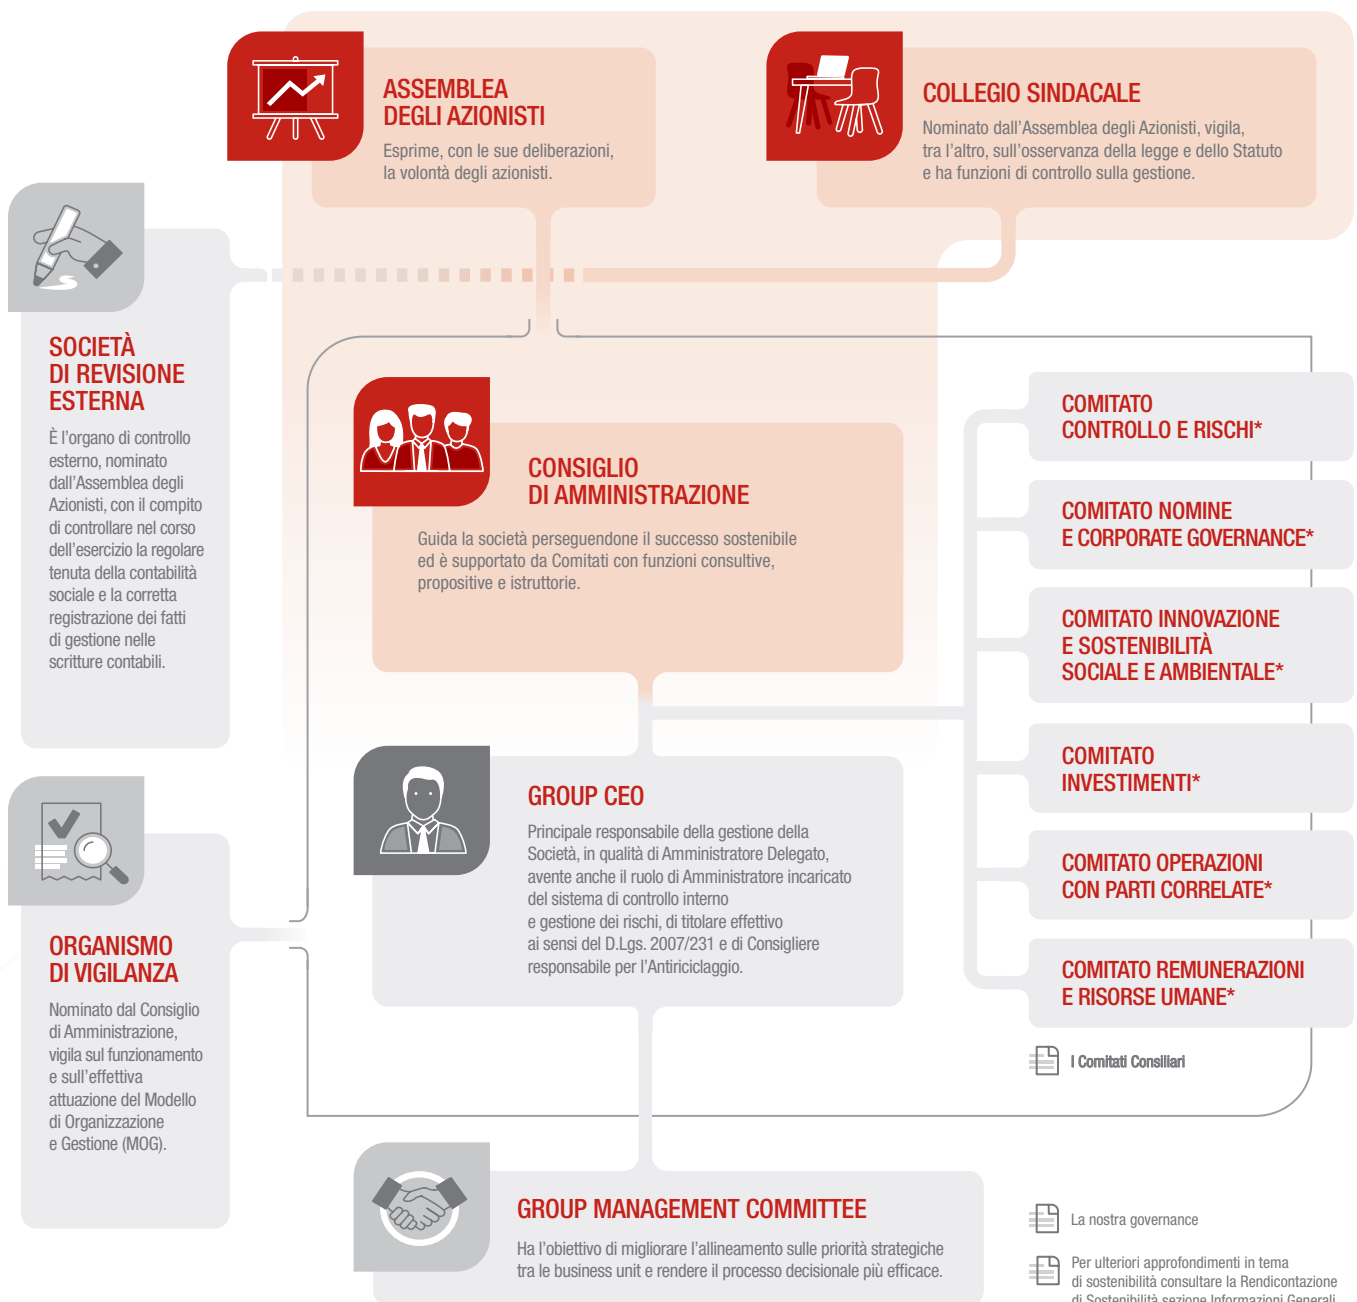 ASSEMBLEA
DEGLI AZIONISTI
Esprime, con le sue deliberazioni,
la volontà degli azionisti.
COLLEGIO SINDACALE
Nominato dall'Assemblea degli Azionisti, vigila,
tra l'altro, sull'osservanza della legge e dello Statuto
e ha funzioni di controllo sulla gestione.
SOCIETÀ
DI REVISIONE
ESTERNA
È l'organo di controllo
esterno, nominato
dall'Assemblea degli
Azionisti, con il compito
di controllare nel corso
dell'esercizio la regolare
tenuta della contabilità
sociale e la corretta
registrazione dei fatti
di gestione nelle
scritture contabili.
CONSIGLIO
DI AMMINISTRAZIONE
Guida la società perseguendone il successo sostenibile
ed è supportato da Comitati con funzioni consultive,
propositive e istruttorie.
COMITATO
CONTROLLO E RISCHI*
COMITATO NOMINE
E CORPORATE GOVERNANCE*
COMITATO INNOVAZIONE
E SOSTENIBILITÀ
SOCIALE E AMBIENTALE*
COMITATO
INVESTIMENTI*
COMITATO OPERAZIONI
CON PARTI CORRELATE*
COMITATO REMUNERAZIONI
E RISORSE UMANE*
I Comitati Consiliari
GROUP CEO
Principale responsabile della gestione della
Società, in qualità di Amministratore Delegato,
avente anche il ruolo di Amministratore incaricato
del sistema di controllo interno
e gestione dei rischi, di titolare effettivo
ai sensi del D.Lgs. 2007/231 e di Consigliere
responsabile per l'Antiriciclaggio.
ORGANISMO
DI VIGILANZA
Nominato dal Consiglio
di Amministrazione,
vigila sul funzionamento
e sull'effettiva
attuazione del Modello
di Organizzazione
e Gestione (MOG).
GROUP MANAGEMENT COMMITTEE
Ha l'obiettivo di migliorare l'allineamento sulle priorità strategiche
tra le business unit e rendere il processo decisionale più efficace.
La nostra governance
Per ulteriori approfondimenti in tema
di sostenibilità consultare la Rendicontazione
di Sostenibilità sezione Informazioni Generali